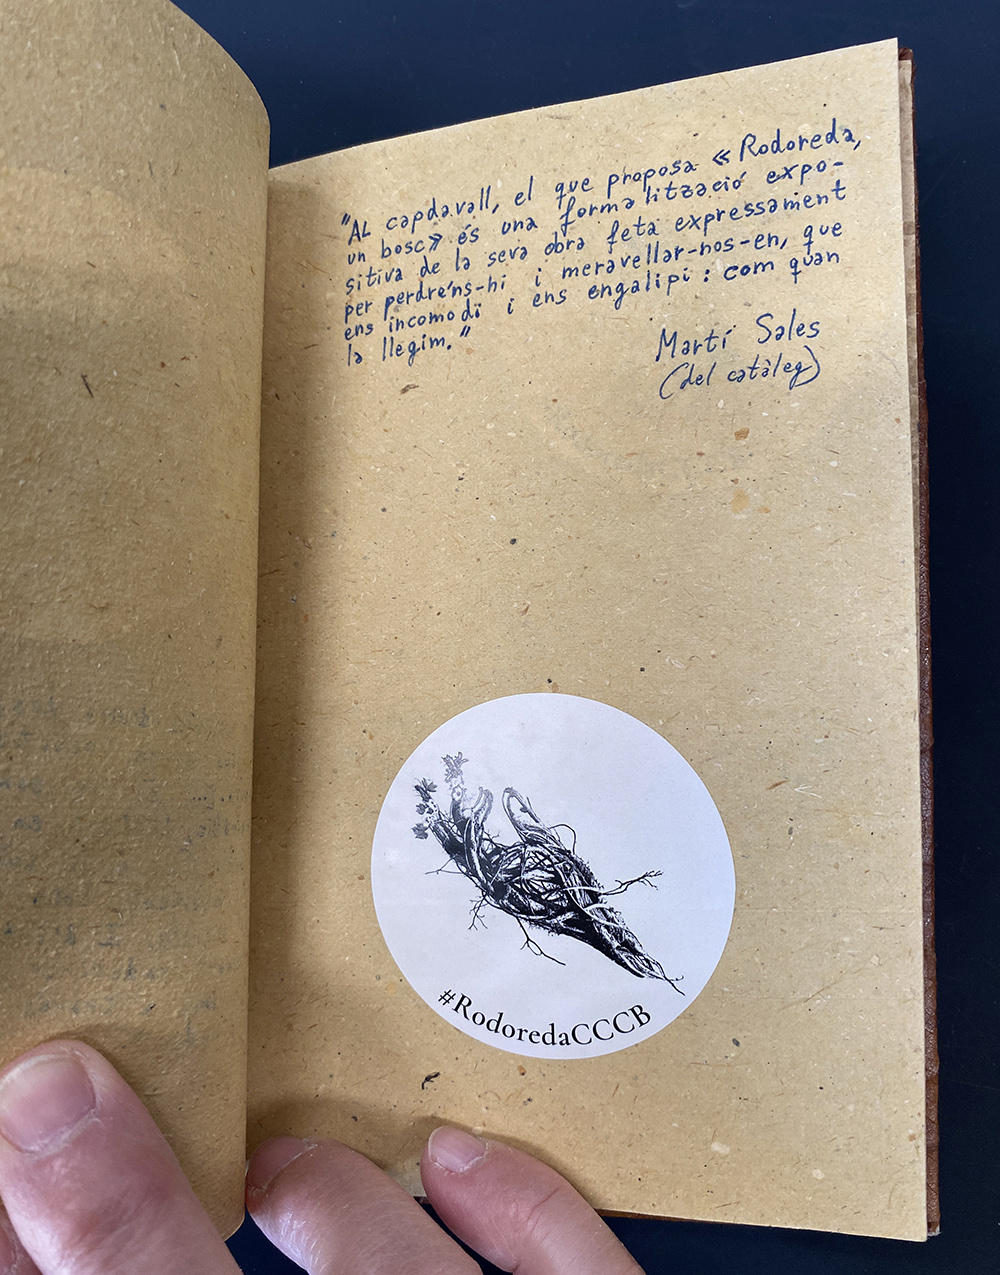 "AL capdavall, el que proposa «Rodoreda,
un bosc» és una formalització expo-
sitiva de la seva obra feta expressament
per perdre'ns-hi i meravellar-nos-en, que
ens incomodï i ens engalipi: com quan
la llegim."
Martí Sales
(del catàleg)
#RodoredaCCCB